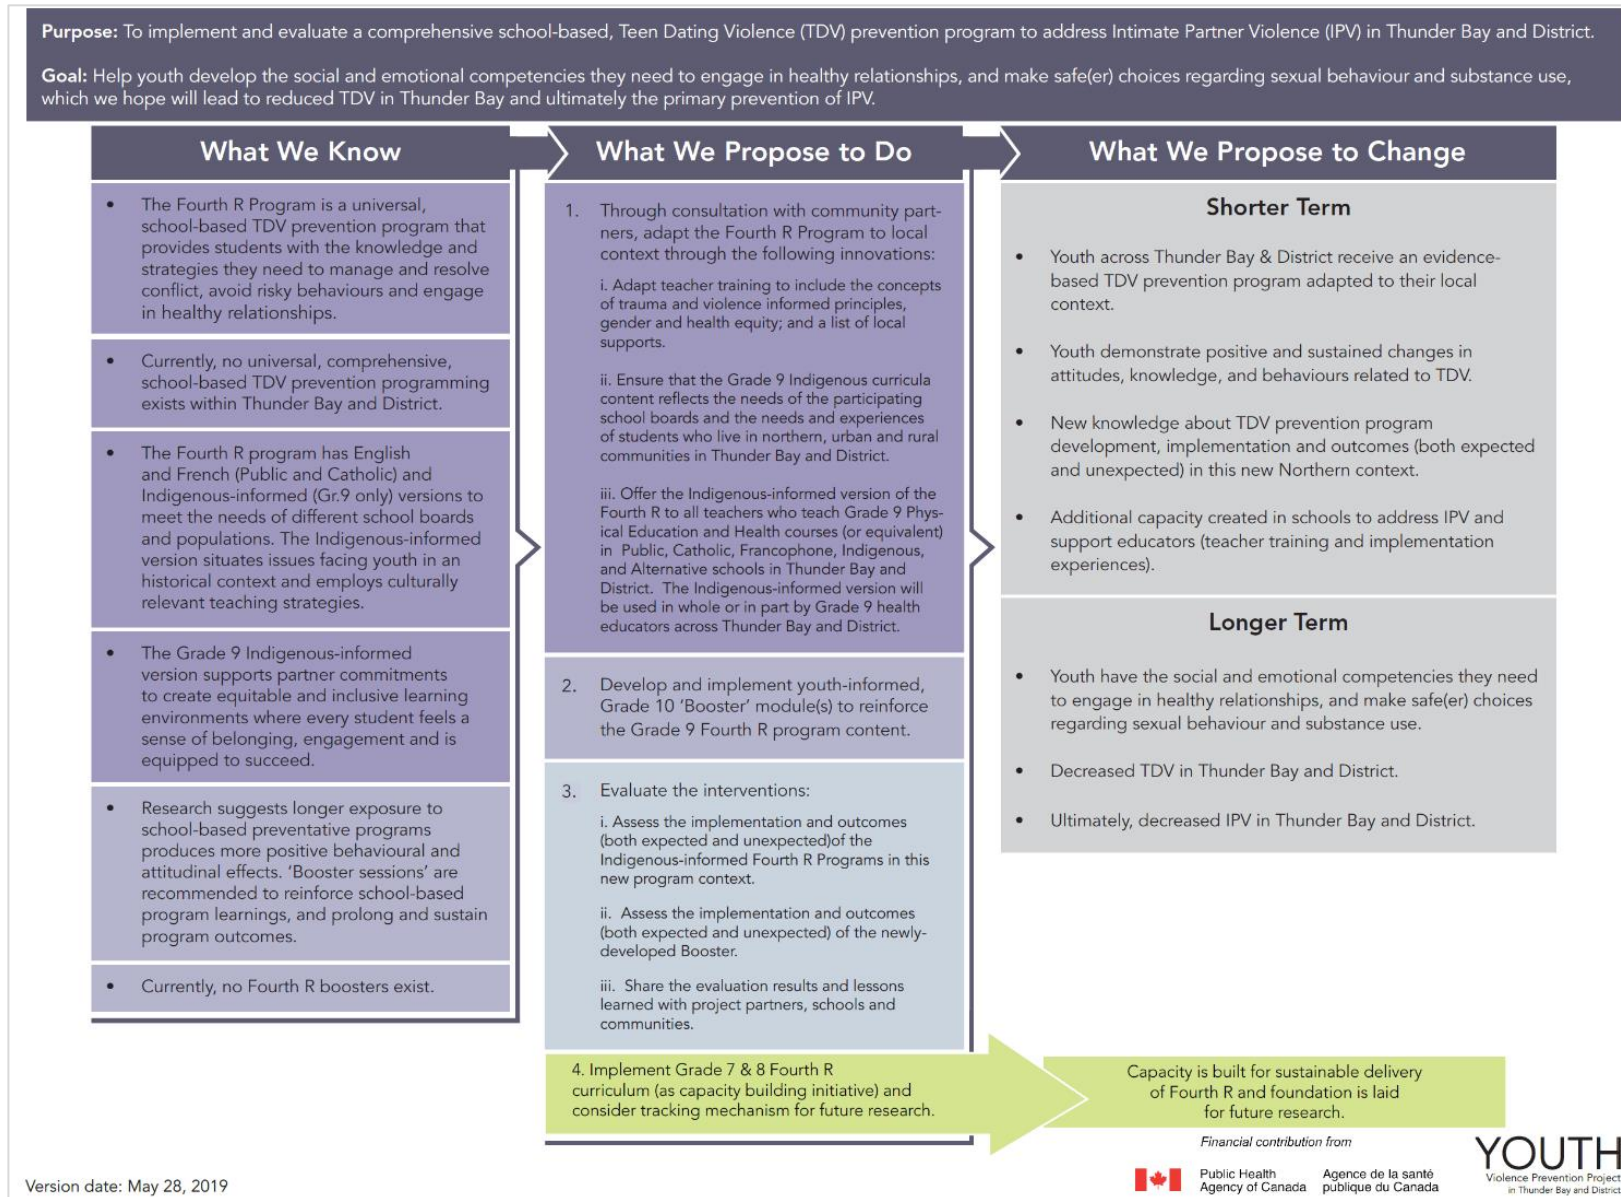 Purpose: To implement and evaluate a comprehensive school-based, Teen Dating Violence (TDV) prevention program to address Intimate Partner Violence (IPV) in Thunder Bay and District.
Goal: Help youth develop the social and emotional competencies they need to engage in healthy relationships, and make safe(er) choices regarding sexual behaviour and substance use,
which we hope will lead to reduced TDV in Thunder Bay and ultimately the primary prevention of IPV.
What We Know
• The Fourth R Program is a universal,
school-based TDV prevention program that
provides students with the knowledge and
strategies they need to manage and resolve
conflict, avoid risky behaviours and engage
in healthy relationships.
• Currently, no universal, comprehensive,
school-based TDV prevention programming
exists within Thunder Bay and District.
• The Fourth R program has English
and French (Public and Catholic) and
Indigenous-informed (Gr.9 only) versions to
meet the needs of different school boards
and populations. The Indigenous-informed
version situates issues facing youth in an
historical context and employs culturally
relevant teaching strategies.
• The Grade 9 Indigenous-informed
version supports partner commitments
to create equitable and inclusive learning
environments where every student feels a
sense of belonging, engagement and is
equipped to succeed.
• Research suggests longer exposure to
school-based preventative programs
produces more positive behavioural and
attitudinal effects. ‘Booster sessions’ are
recommended to reinforce school-based
program learnings, and prolong and sustain
program outcomes.
• Currently, no Fourth R boosters exist.
What We Propose to Do
1. Through consultation with community part-
ners, adapt the Fourth R Program to local
context through the following innovations:
i. Adapt teacher training to include the concepts
of trauma and violence informed principles,
gender and health equity; and a list of local
supports.
ii. Ensure that the Grade 9 Indigenous curricula
content reflects the needs of the participating
school boards and the needs and experiences
of students who live in northern, urban and rural
communities in Thunder Bay and District.
iii. Offer the Indigenous-informed version of the
Fourth R to all teachers who teach Grade 9 Phys-
ical Education and Health courses (or equivalent)
in Public, Catholic, Francophone, Indigenous,
and Alternative schools in Thunder Bay and
District. The Indigenous-informed version will
be used in whole or in part by Grade 9 health
educators across Thunder Bay and District.
2. Develop and implement youth-informed,
Grade 10 ‘Booster’ module(s) to reinforce
the Grade 9 Fourth R program content.
3. Evaluate the interventions:
i. Assess the implementation and outcomes
(both expected and unexpected)of the
Indigenous-informed Fourth R Programs in this
new program context.
ii. Assess the implementation and outcomes
(both expected and unexpected) of the newly-
developed Booster.
iii. Share the evaluation results and lessons
learned with project partners, schools and
communities.
4. Implement Grade 7 & 8 Fourth R
curriculum (as capacity building initiative) and
consider tracking mechanism for future research.
What We Propose to Change
Shorter Term
• Youth across Thunder Bay & District receive an evidence-
based TDV prevention program adapted to their local
context.
• Youth demonstrate positive and sustained changes in
attitudes, knowledge, and behaviours related to TDV.
• New knowledge about TDV prevention program
development, implementation and outcomes (both expected
and unexpected) in this new Northern context.
• Additional capacity created in schools to address IPV and
support educators (teacher training and implementation
experiences).
Longer Term
• Youth have the social and emotional competencies they need
to engage in healthy relationships, and make safe(er) choices
regarding sexual behaviour and substance use.
• Decreased TDV in Thunder Bay and District.
• Ultimately, decreased IPV in Thunder Bay and District.
Capacity is built for sustainable delivery
of Fourth R and foundation is laid
for future research.
Financial contribution from
Public Health
Agency of Canada
Agence de la santé
publique du Canada
YOUTH
Violence Prevention Project
in Thunder Bay and District
Version date: May 28, 2019